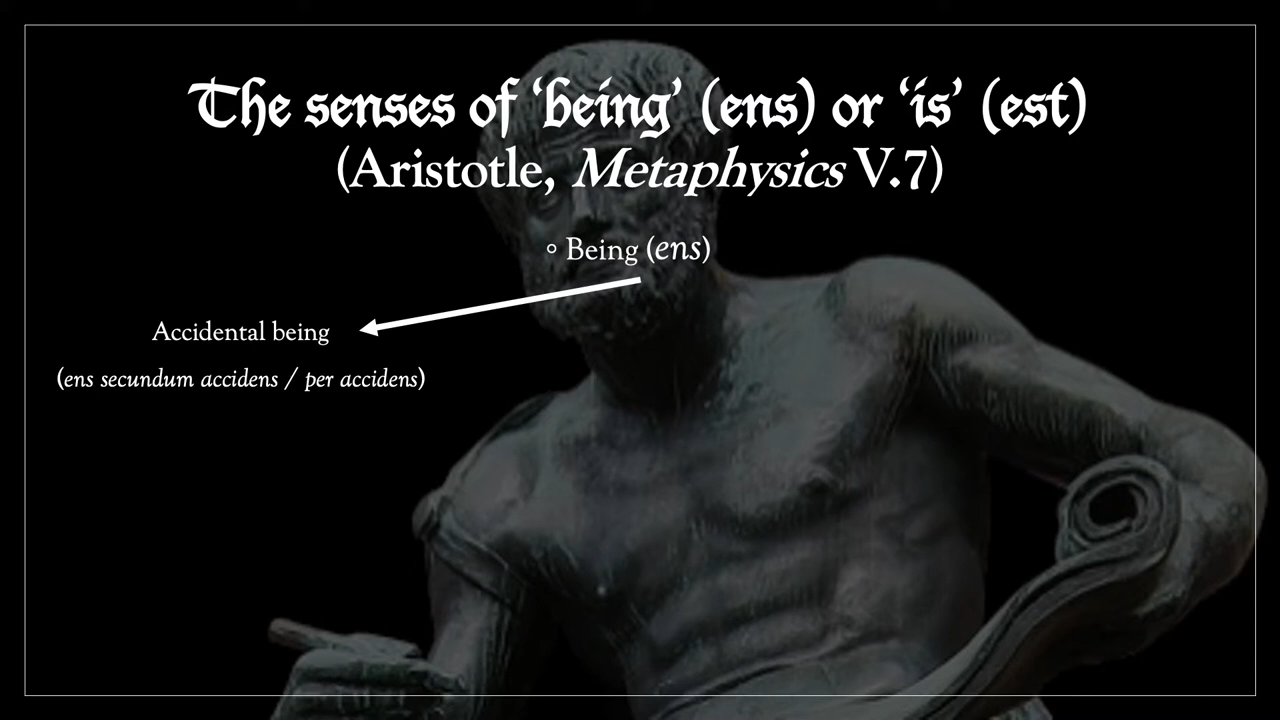 The senses of ‘being’ (ens) or ‘is’ (est)
(Aristotle, Metaphysics V.7)
◦ Being (ens)
Accidental being
(ens secundum accidens / per accidens)